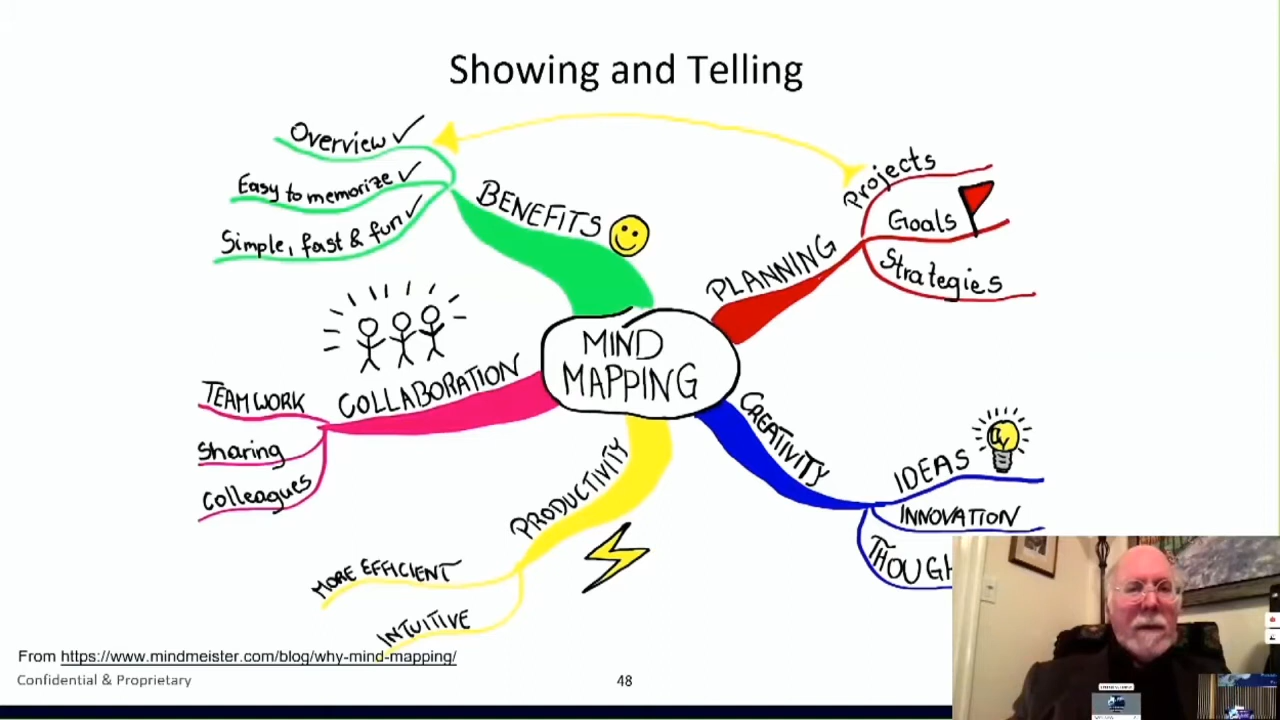 Showing and Telling
Overview
Easy to memorize
Simple, fast & fun
BENEFITS
Projects
Goals
Strategies
PLANNING
MIND
MAPPING
COLLABORATION
TEAMWORK
Sharing
Colleagues
CREATIVITY
IDEAS
INNOVATION
THOUGH
PRODUCTIVITY
MORE EFFICIENT
INTUITIVE
From https://www.mindmeister.com/blog/why-mind-mapping/
Confidential & Proprietary
48